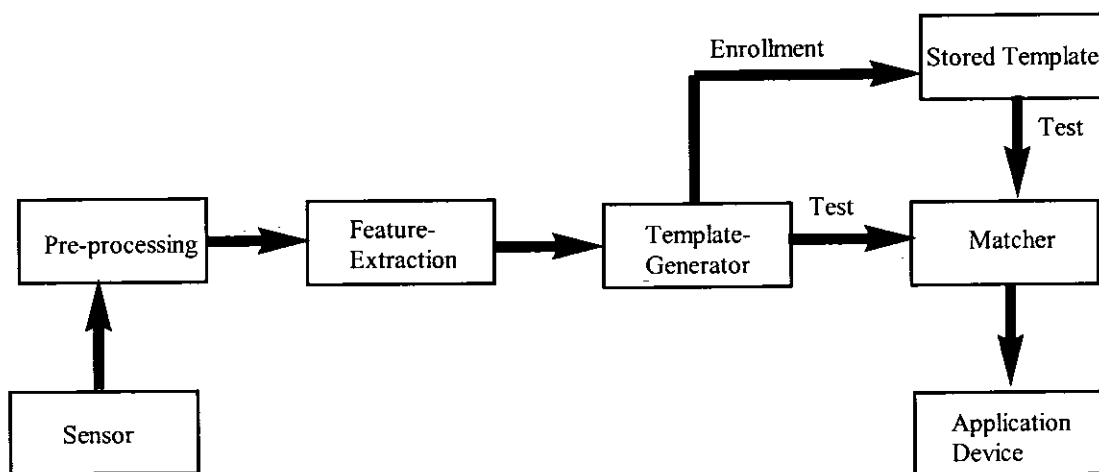 Enrollment
Stored Template
Test
Pre-processing
Feature-
Extraction
Template-
Generator
Test
Matcher
Sensor
Application
Device